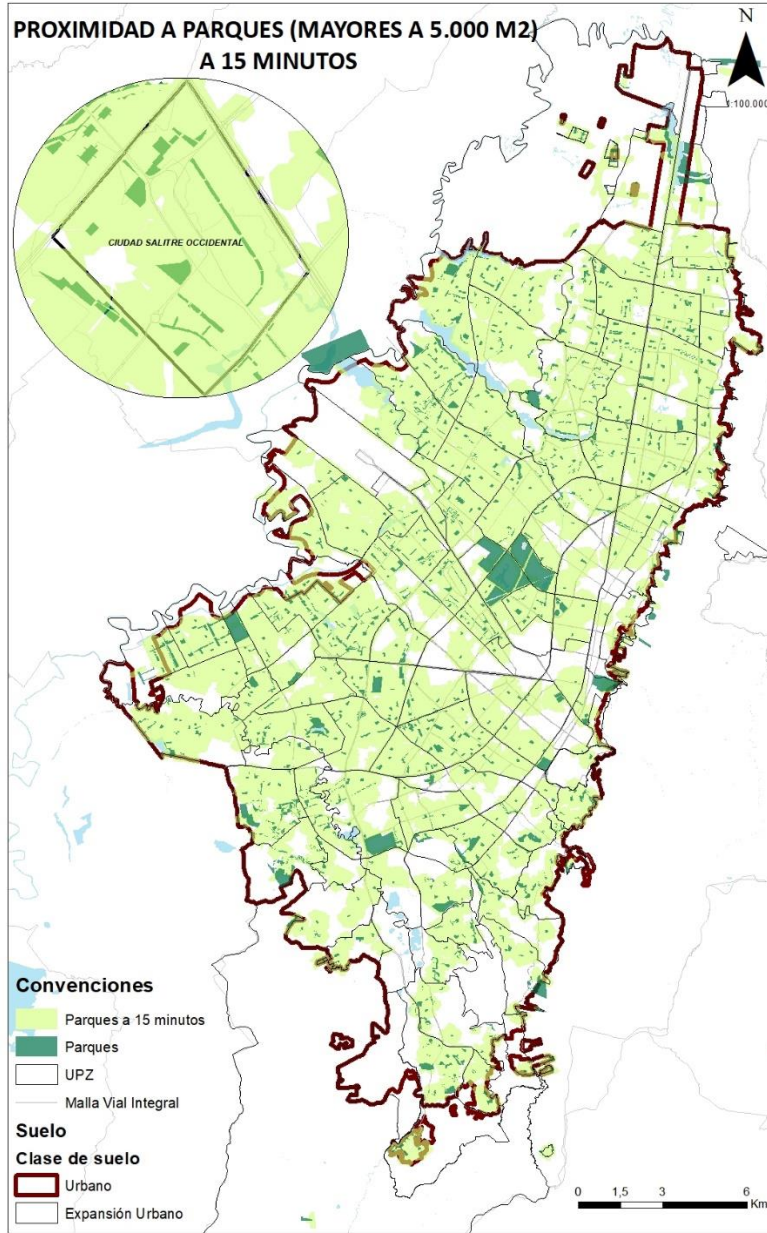 PROXIMIDAD A PARQUES (MAYORES A 5.000 M2)
A 15 MINUTOS
N
1:100.000
CIUDAD SALITRE OCCIDENTAL
Convenciones
Parques a 15 minutos
Parques
UPZ
Malla Vial Integral
Suelo
Clase de suelo
Urbano
Expansión Urbano
0 1,5 3 6
Km